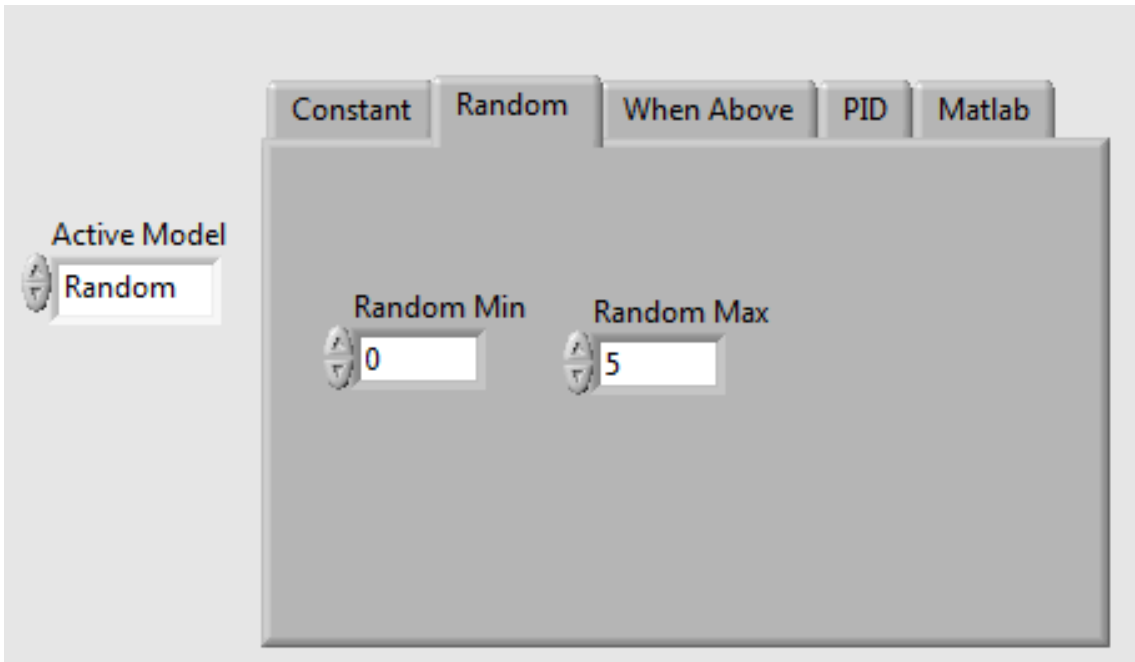 Constant Random When Above PID Matlab
Active Model
Random
Random Min Random Max
0 5